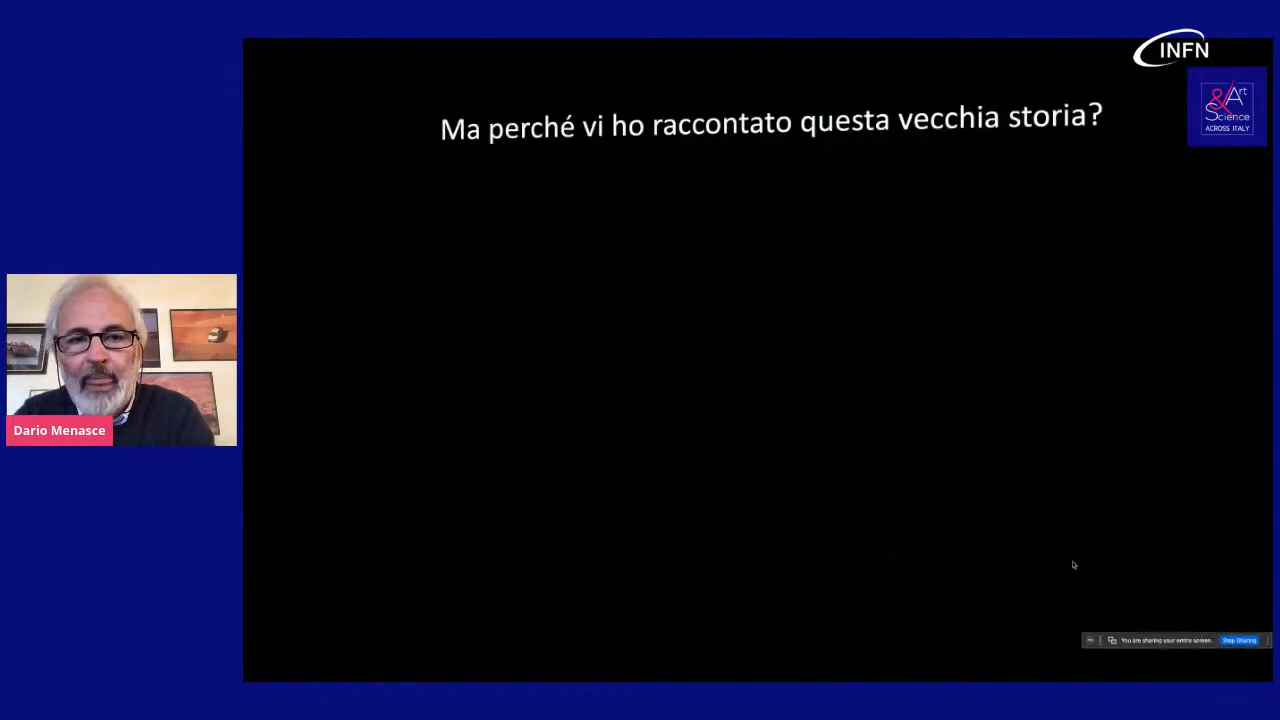 INFN
Ma perché vi ho raccontato questa vecchia storia?
&Art
Science
ACROSS ITALY
Dario Menasce
You are sharing your entire screen.
Stop Sharing